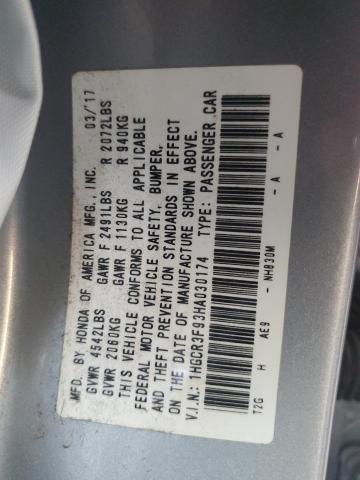 MFD. BY HONDA OF AMERICA MFG., INC. 03/'17
GVWR 4542LBS GAWR F 2491LBS R 2072LBS
GVWR 2060KG GAWR F 1130KG R 940KG
THIS VEHICLE CONFORMS TO ALL APPLICABLE
FEDERAL MOTOR VEHICLE SAFETY, BUMPER,
AND THEFT PREVENTION STANDARDS IN EFFECT
ON THE DATE OF MANUFACTURE SHOWN ABOVE.
V.I.N.: 1HGCR3F93HA030174 TYPE: PASSENGER CAR
T2G H AE9 - NH830M - A - A